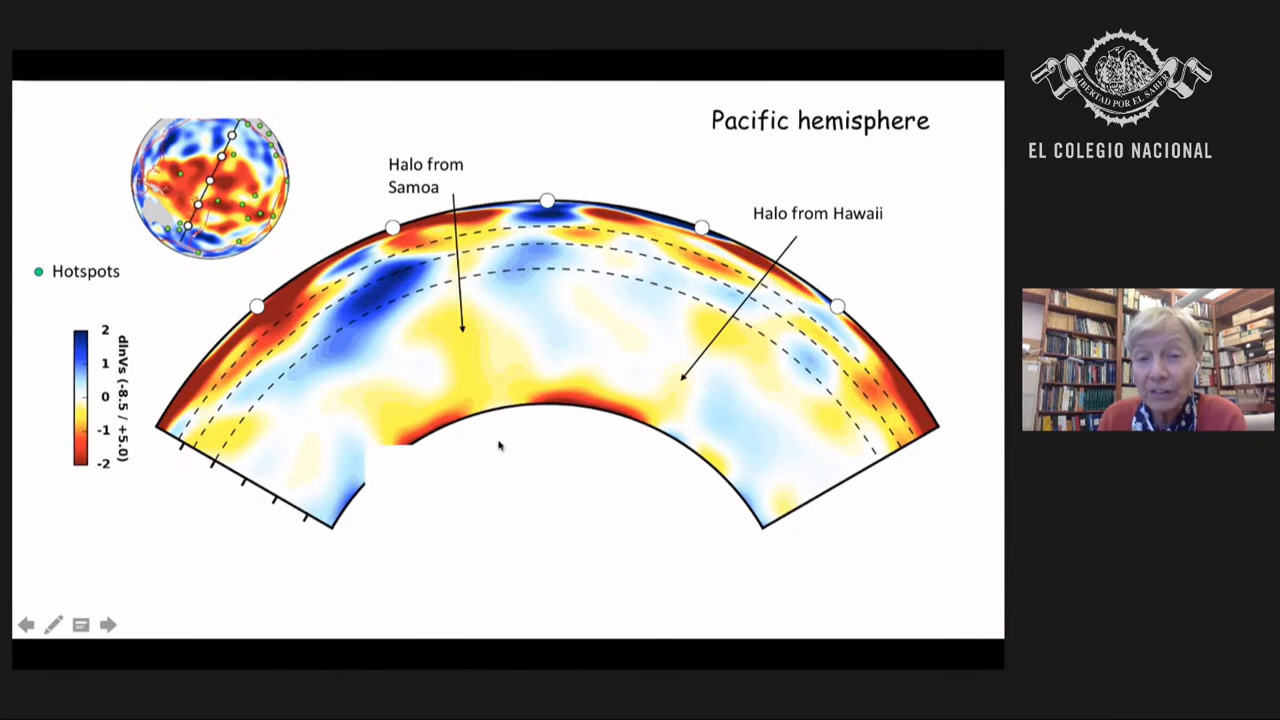 Pacific hemisphere
Halo from
Samoa
Halo from Hawaii
Hotspots
2
1
0
-1
-2
dlnVs (-8.5 / +5.0)
LIBERTAD POR EL SABER
EL COLEGIO NACIONAL